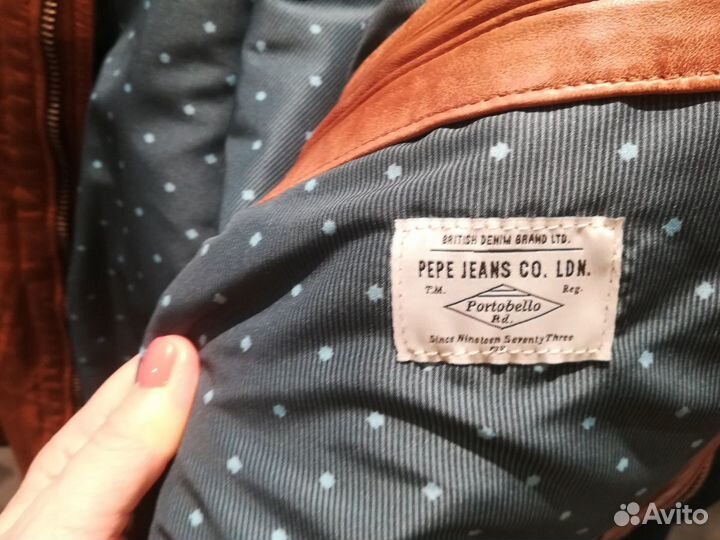 BRITISH DENIM BRAND LTD.
PEPE JEANS CO. LDN.
T.M. Reg.
Portobello
Rd.
Since Nineteen Seventy Three
Avito